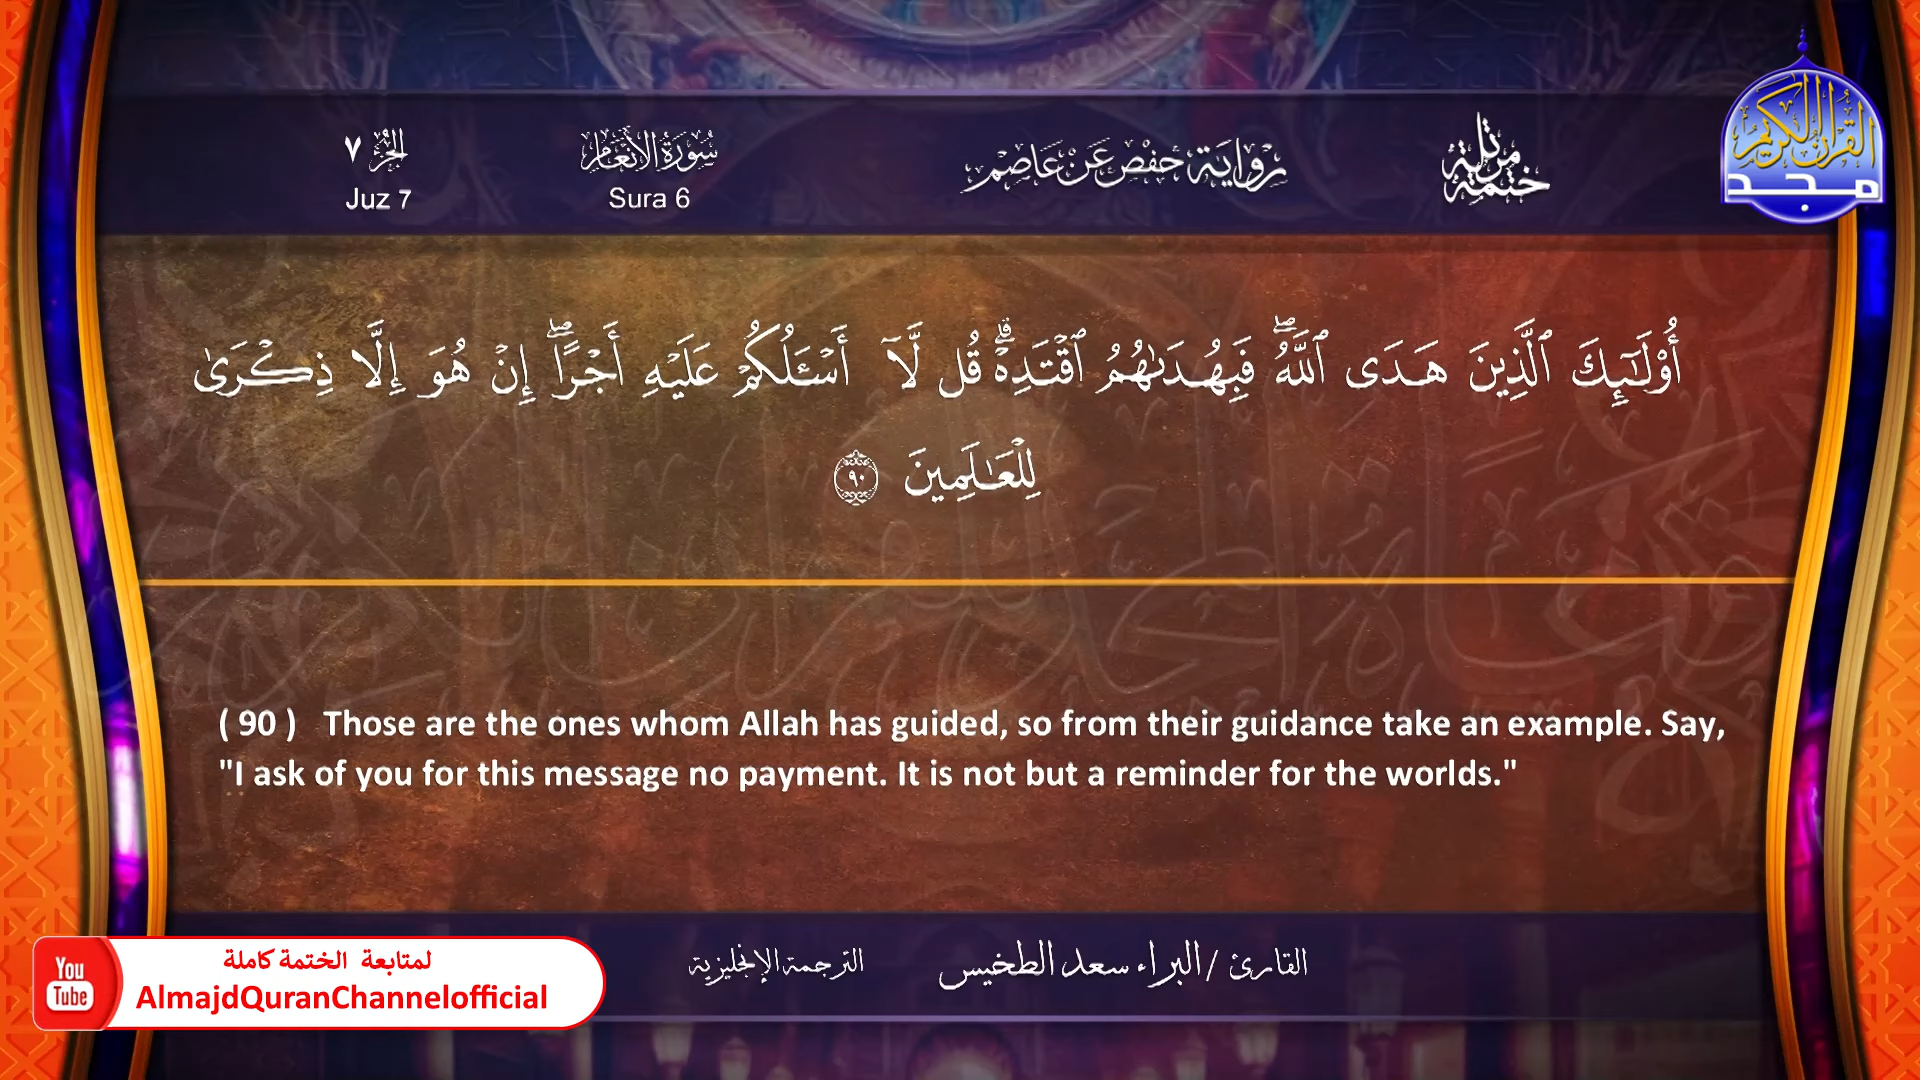 ختمة مرتلة
رواية حفص عن عاصم
سُورَةُ الأَنْعَام
Sura 6
الجزء ٧
Juz 7
القرآن الكريم
مجد
أُوْلَـٰٓئِكَ ٱلَّذِينَ هَدَى ٱللَّهُۖ فَبِهُدَىٰهُمُ ٱقْتَدِهْۗ قُل لَّآ أَسْـَٔلُكُمْ عَلَيْهِ أَجْرًاۖ إِنْ هُوَ إِلَّا ذِكْرَىٰ
لِلْعَـٰلَمِينَ ٩٠
( 90 ) Those are the ones whom Allah has guided, so from their guidance take an example. Say,
"I ask of you for this message no payment. It is not but a reminder for the worlds."
القارئ / البراء سعد الطخيس
الترجمة الإنجليزية
You
Tube
لمتابعة الختمة كاملة
AlmajdQuranChannelofficial